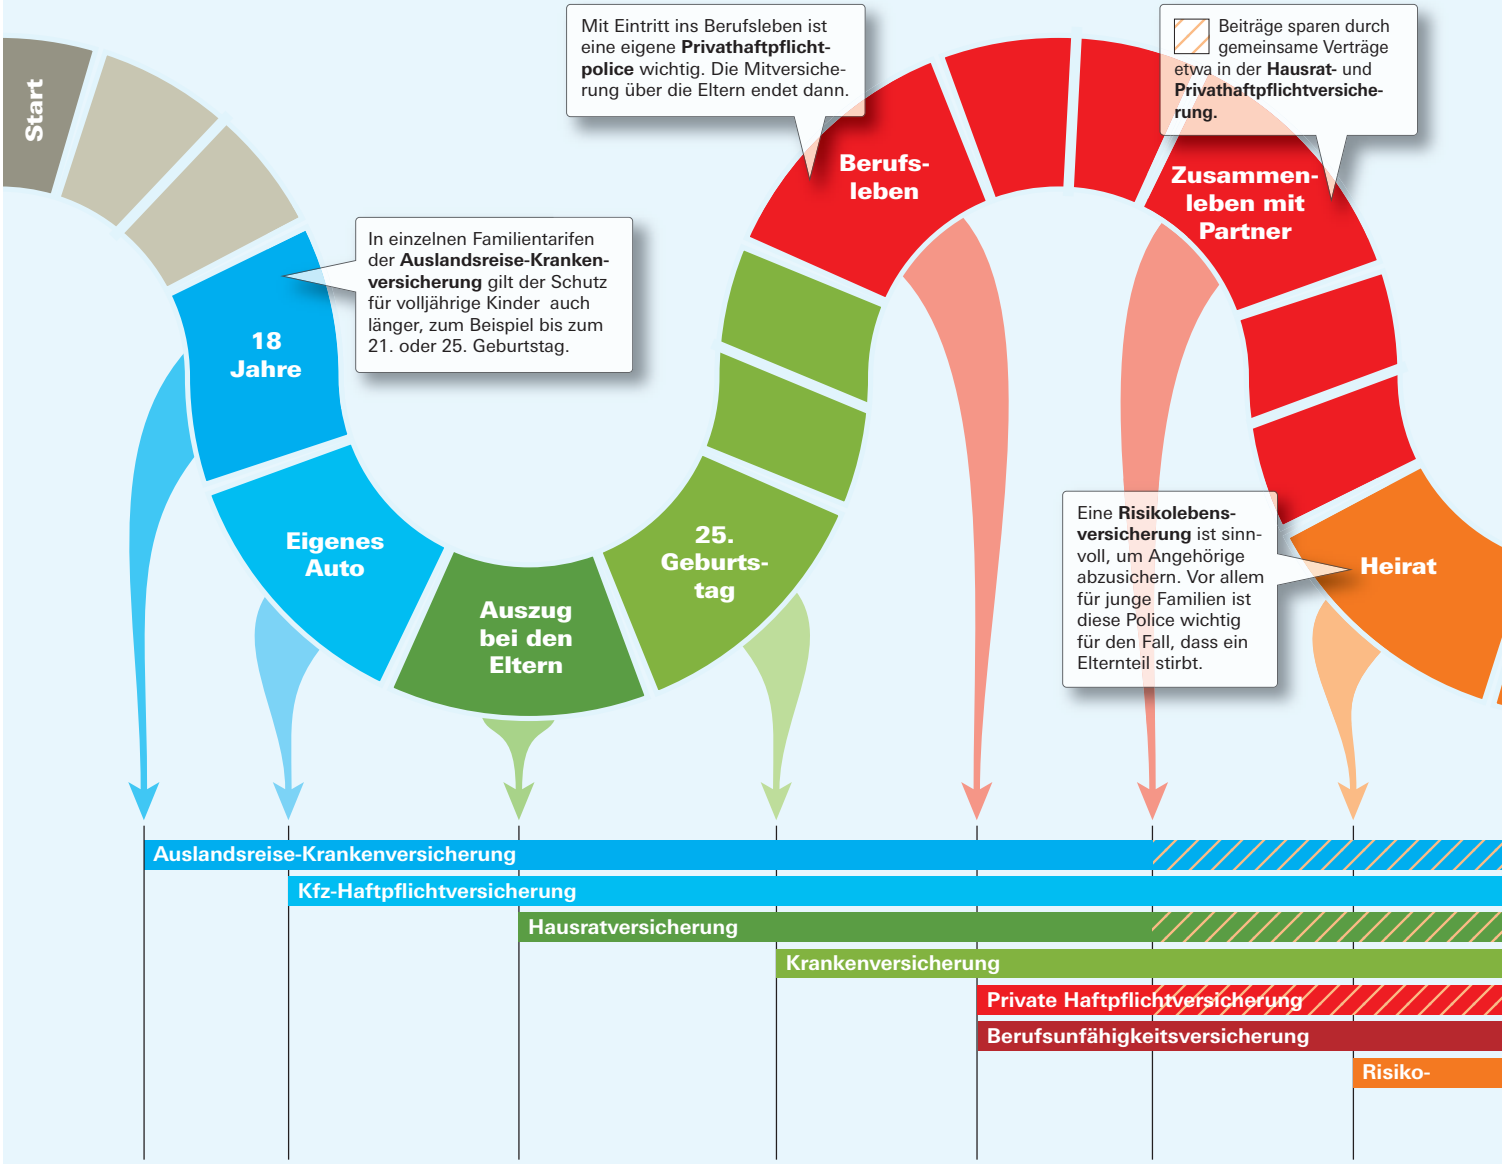 Start
Mit Eintritt ins Berufsleben ist
eine eigene Privathaftpflicht-
police wichtig. Die Mitversiche-
rung über die Eltern endet dann.
Beiträge sparen durch
gemeinsame Verträge
etwa in der Hausrat- und
Privathaftpflichtversiche-
rung.
Berufs-
leben
Zusammen-
leben mit
Partner
In einzelnen Familientarifen
der Auslandsreise-Kranken-
versicherung gilt der Schutz
für volljährige Kinder auch
länger, zum Beispiel bis zum
21. oder 25. Geburtstag.
18
Jahre
Eigenes
Auto
Auszug
bei den
Eltern
25.
Geburts-
tag
Eine Risikolebens-
versicherung ist sinn-
voll, um Angehörige
abzusichern. Vor allem
für junge Familien ist
diese Police wichtig
für den Fall, dass ein
Elternteil stirbt.
Heirat
Auslandsreise-Krankenversicherung
Kfz-Haftpflichtversicherung
Hausratversicherung
Krankenversicherung
Private Haftpflichtversicherung
Berufsunfähigkeitsversicherung
Risiko-